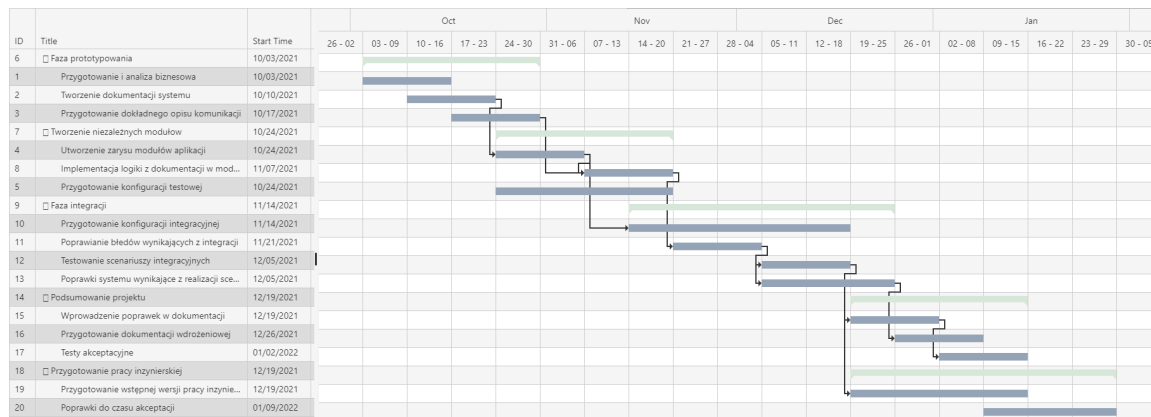 Oct Nov Dec Jan
ID Title Start Time 26 - 02 03 - 09 10 - 16 17 - 23 24 - 30 31 - 06 07 - 13 14 - 20 21 - 27 28 - 04 05 - 11 12 - 18 19 - 25 26 - 01 02 - 08 09 - 15 16 - 22 23 - 29 30 - 05
6 Faza prototypowania 10/03/2021
1 Przygotowanie i analiza biznesowa 10/03/2021
2 Tworzenie dokumentacji systemu 10/10/2021
3 Przygotowanie dokładnego opisu komunikacji 10/17/2021
7 Tworzenie niezależnych modułow 10/24/2021
4 Utworzenie zarysu modułów aplikacji 10/24/2021
8 Implementacja logiki z dokumentacji w mod... 11/07/2021
5 Przygotowanie konfiguracji testowej 10/24/2021
9 Faza integracji 11/14/2021
10 Przygotowanie konfiguracji integracyjnej 11/14/2021
11 Poprawianie błedów wynikających z integracji 11/21/2021
12 Testowanie scenariuszy integracyjnych 12/05/2021
13 Poprawki systemu wynikające z realizacji sce... 12/05/2021
14 Podsumowanie projektu 12/19/2021
15 Wprowadzenie poprawek w dokumentacji 12/19/2021
16 Przygotowanie dokumentacji wdrożeniowej 12/26/2021
17 Testy akceptacyjne 01/02/2022
18 Przygotowanie pracy inzynierskiej 12/19/2021
19 Przygotowanie wstępnej wersji pracy inzynie... 12/19/2021
20 Poprawki do czasu akceptacji 01/09/2022